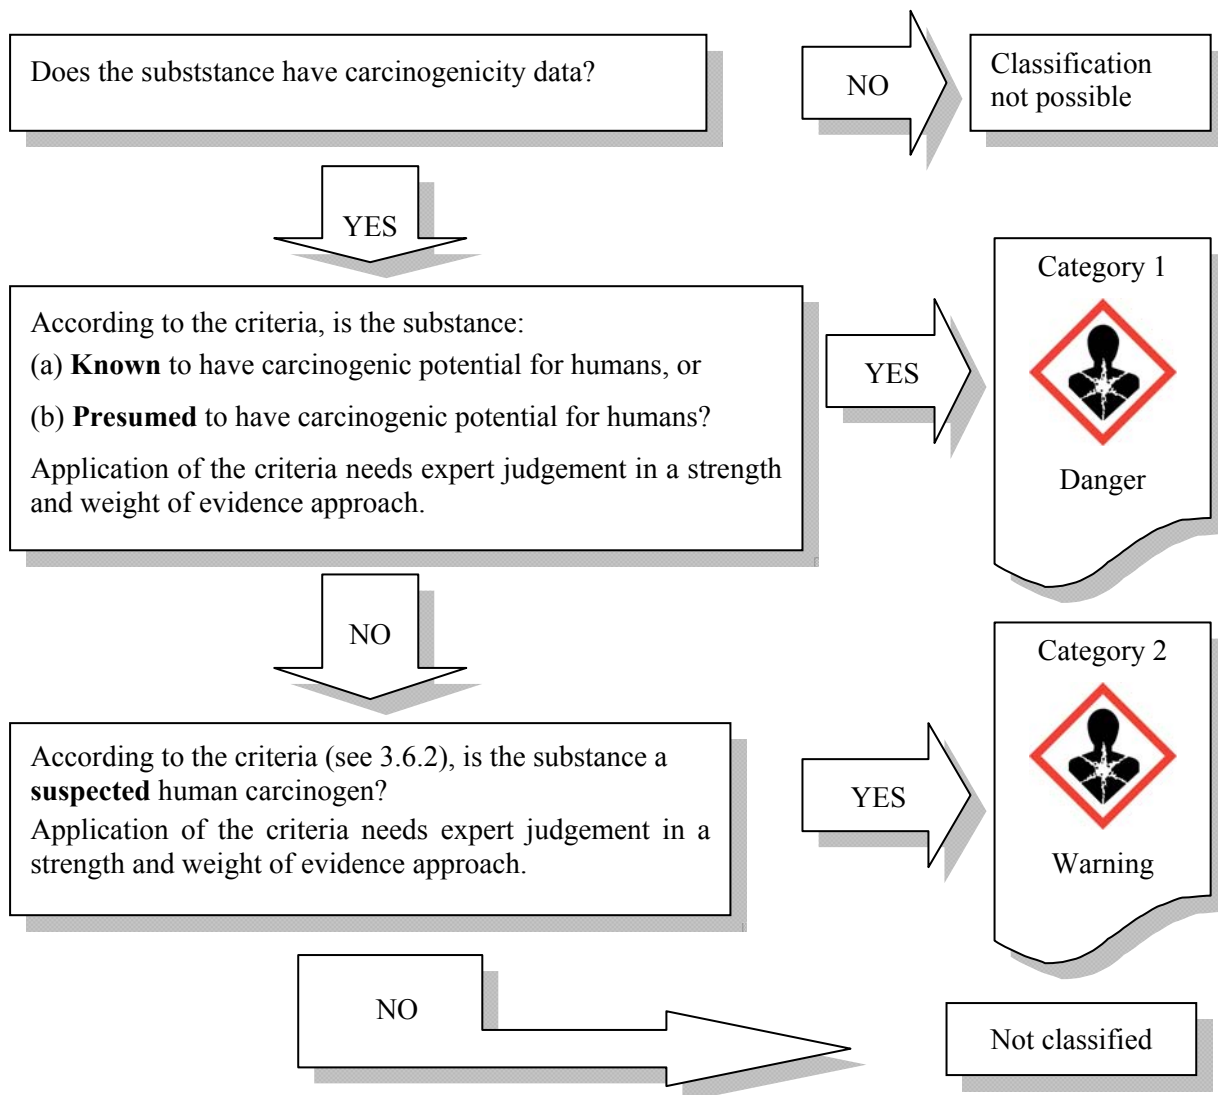 Does the subststance have carcinogenicity data?
NO
Classification
not possible
YES
According to the criteria, is the substance:
(a) Known to have carcinogenic potential for humans, or
(b) Presumed to have carcinogenic potential for humans?
Application of the criteria needs expert judgement in a strength
and weight of evidence approach.
YES
Category 1
Danger
NO
According to the criteria (see 3.6.2), is the substance a
suspected human carcinogen?
Application of the criteria needs expert judgement in a
strength and weight of evidence approach.
YES
Category 2
Warning
NO
Not classified